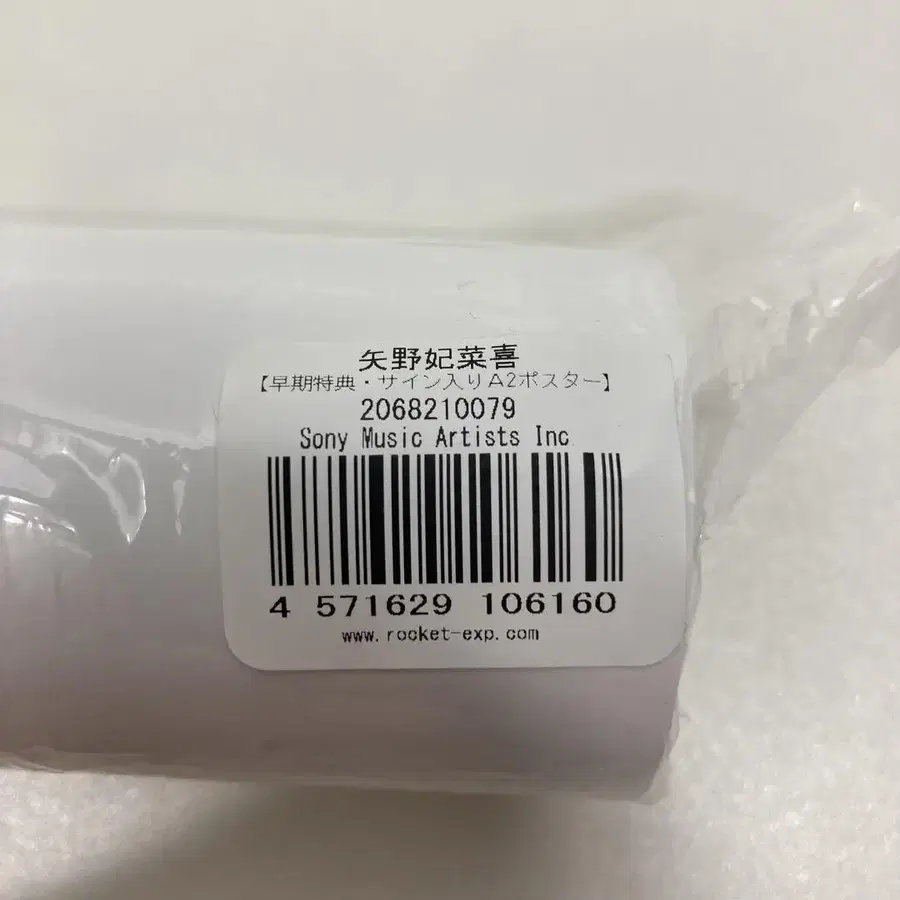 矢野妃菜喜
【早期特典・サイン入りA2ポスター】
2068210079
Sony Music Artists Inc
4 571629 106160
www.rocket-exp.com